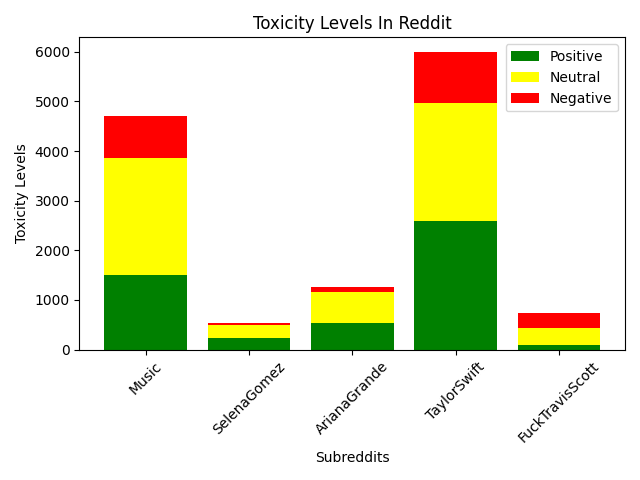 Toxicity Levels In Reddit
Positive
Neutral
Negative
Toxicity Levels
6000
5000
4000
3000
2000
1000
0
Music
SelenaGomez
ArianaGrande
TaylorSwift
FuckTravisScott
Subreddits